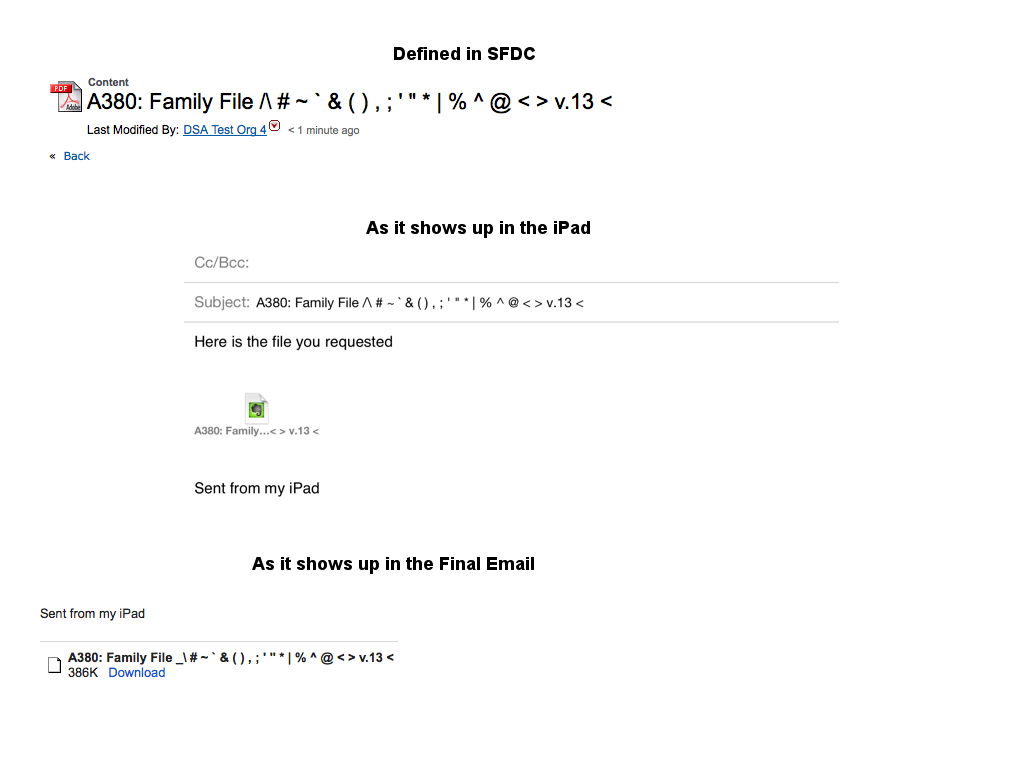 Defined in SFDC
PDF
Adobe
Content
A380: Family File /\ # ~ ` & ( ) , ; ' " * | % ^ @ < > v.13 <
Last Modified By: DSA Test Org 4 < 1 minute ago
« Back
As it shows up in the iPad
Cc/Bcc:
Subject: A380: Family File /\ # ~ ` & ( ) , ; ' " * | % ^ @ < > v.13 <
Here is the file you requested
A380: Family...< > v.13 <
Sent from my iPad
As it shows up in the Final Email
Sent from my iPad
A380: Family File _\ # ~ ` & ( ) , ; ' " * | % ^ @ < > v.13 <
386K Download